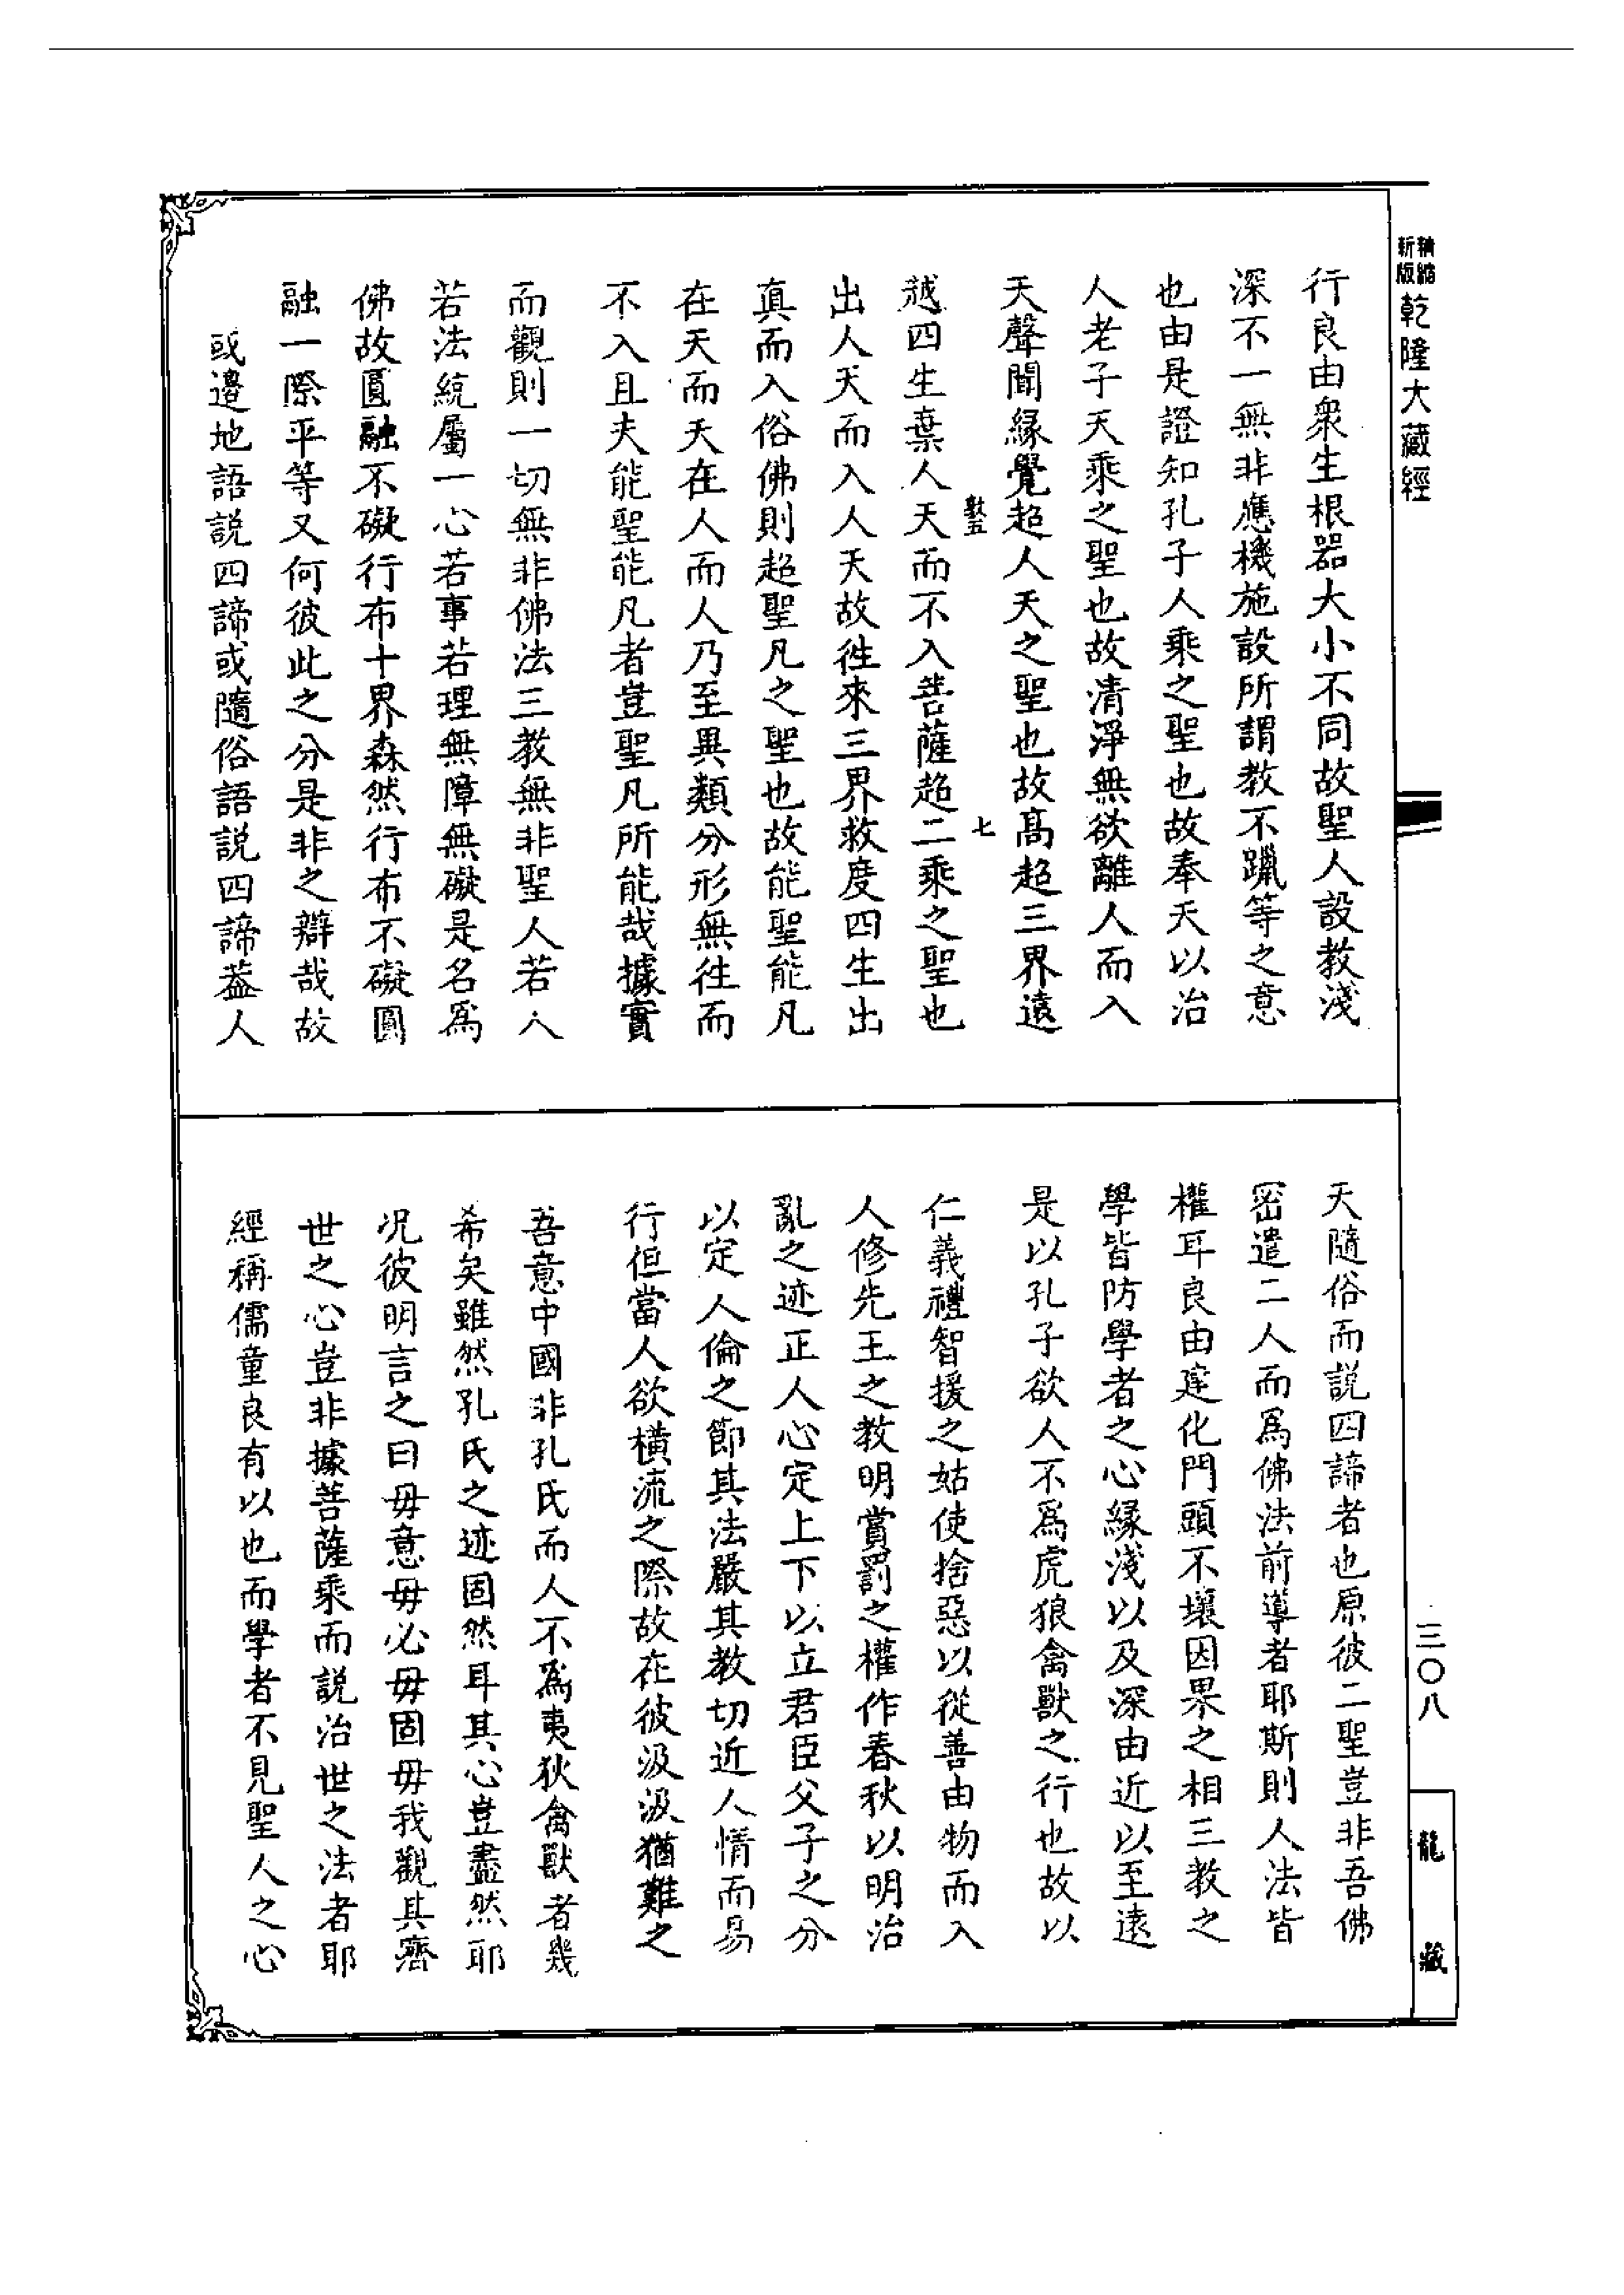 精縮新版乾隆大藏經
行良由衆生根器大小不同故聖人設教淺
深不一無非應機施設所謂教不躐等之意
也由是證知孔子人乘之聖也故奉天以治
人老子天乘之聖也故清淨無欲離人而入
天聲聞緣覺超人天之聖也故高超三界遠
越四生棄人天而不入菩薩超二乘之聖也
出人天而入人天故徃來三界救度四生出
真而入俗佛則超聖凡之聖也故能聖能凡
在天而天在人而人乃至異類分形無徃而
不入且夫能聖能凡者豈聖凡所能哉據實
而觀則一切無非佛法三教無非聖人若人
若法統屬一心若事若理無障無礙是名爲
佛故圓融不礙行布十界森然行布不礙圓
融一際平等又何彼此之分是非之辯哉故
或邊地語說四諦或隨俗語說四諦葢人
七
天隨俗而說四諦者也原彼二聖豈非吾佛
密遣二人而爲佛法前導者耶斯則人法皆
權耳良由建化門頭不壞因果之相三教之
學皆防學者之心緣淺以及深由近以至遠
是以孔子欲人不爲虎狼禽獸之行也故以
仁義禮智援之姑使捨惡以從善由物而入
人修先王之教明賞罰之權作春秋以明治
亂之迹正人心定上下以立君臣父子之分
以定人倫之節其法嚴其教切近人情而易
行但當人欲橫流之際故在彼汲汲猶難之
吾意中國非孔氏而人不爲夷狄禽獸者幾
希矣雖然孔氏之迹固然耳其心豈盡然耶
況彼明言之曰毋意毋必毋固毋我觀其濟
世之心豈非據菩薩乘而說治世之法者耶
經稱儒童良有以也而學者不見聖人之心
三〇八
龍藏